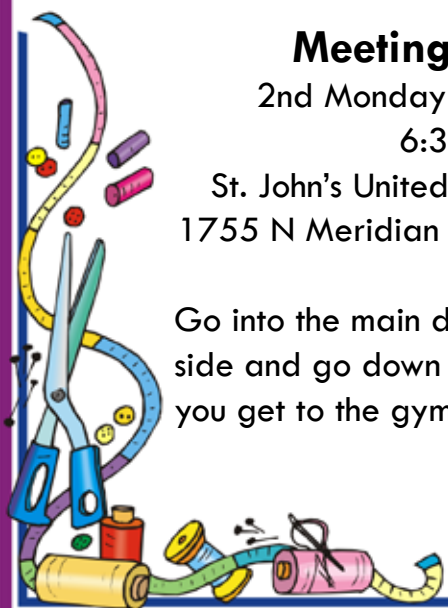 Meeting
2nd Monday
6:3
St. John's United
1755 N Meridian
Go into the main d
side and go down
you get to the gym